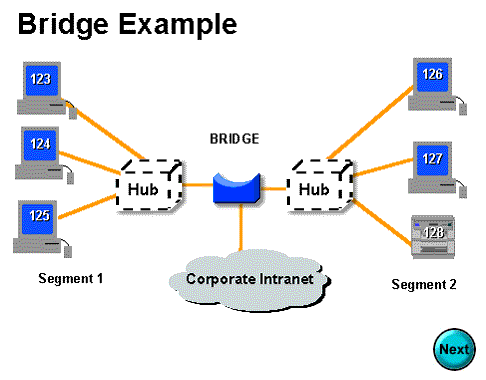 Bridge Example
123
124
125
Hub
Segment 1
BRIDGE
Corporate Intranet
126
127
128
Hub
Segment 2
Next